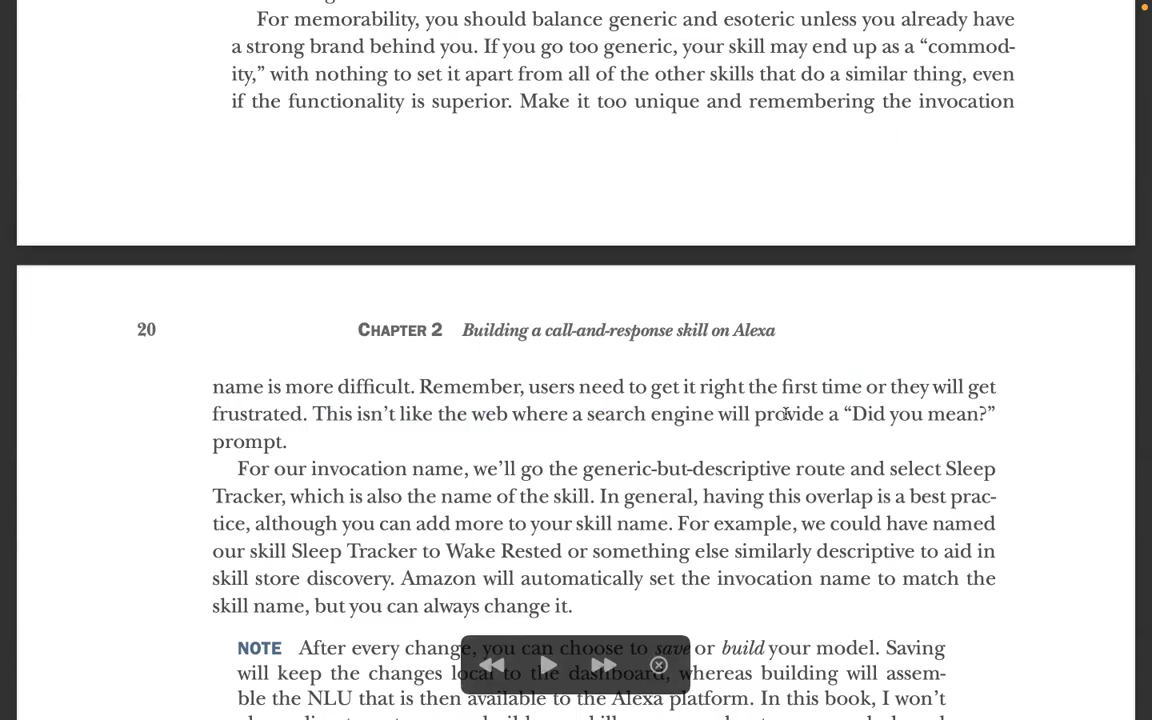 For memorability, you should balance generic and esoteric unless you already have
a strong brand behind you. If you go too generic, your skill may end up as a “commod-
ity,” with nothing to set it apart from all of the other skills that do a similar thing, even
if the functionality is superior. Make it too unique and remembering the invocation
20 CHAPTER 2 Building a call-and-response skill on Alexa
name is more difficult. Remember, users need to get it right the first time or they will get
frustrated. This isn’t like the web where a search engine will provide a “Did you mean?”
prompt.
For our invocation name, we’ll go the generic-but-descriptive route and select Sleep
Tracker, which is also the name of the skill. In general, having this overlap is a best prac-
tice, although you can add more to your skill name. For example, we could have named
our skill Sleep Tracker to Wake Rested or something else similarly descriptive to aid in
skill store discovery. Amazon will automatically set the invocation name to match the
skill name, but you can always change it.
NOTE After every change, you can choose to save or build your model. Saving
will keep the changes local to the dashboard, whereas building will assem-
ble the NLU that is then available to the Alexa platform. In this book, I won’t